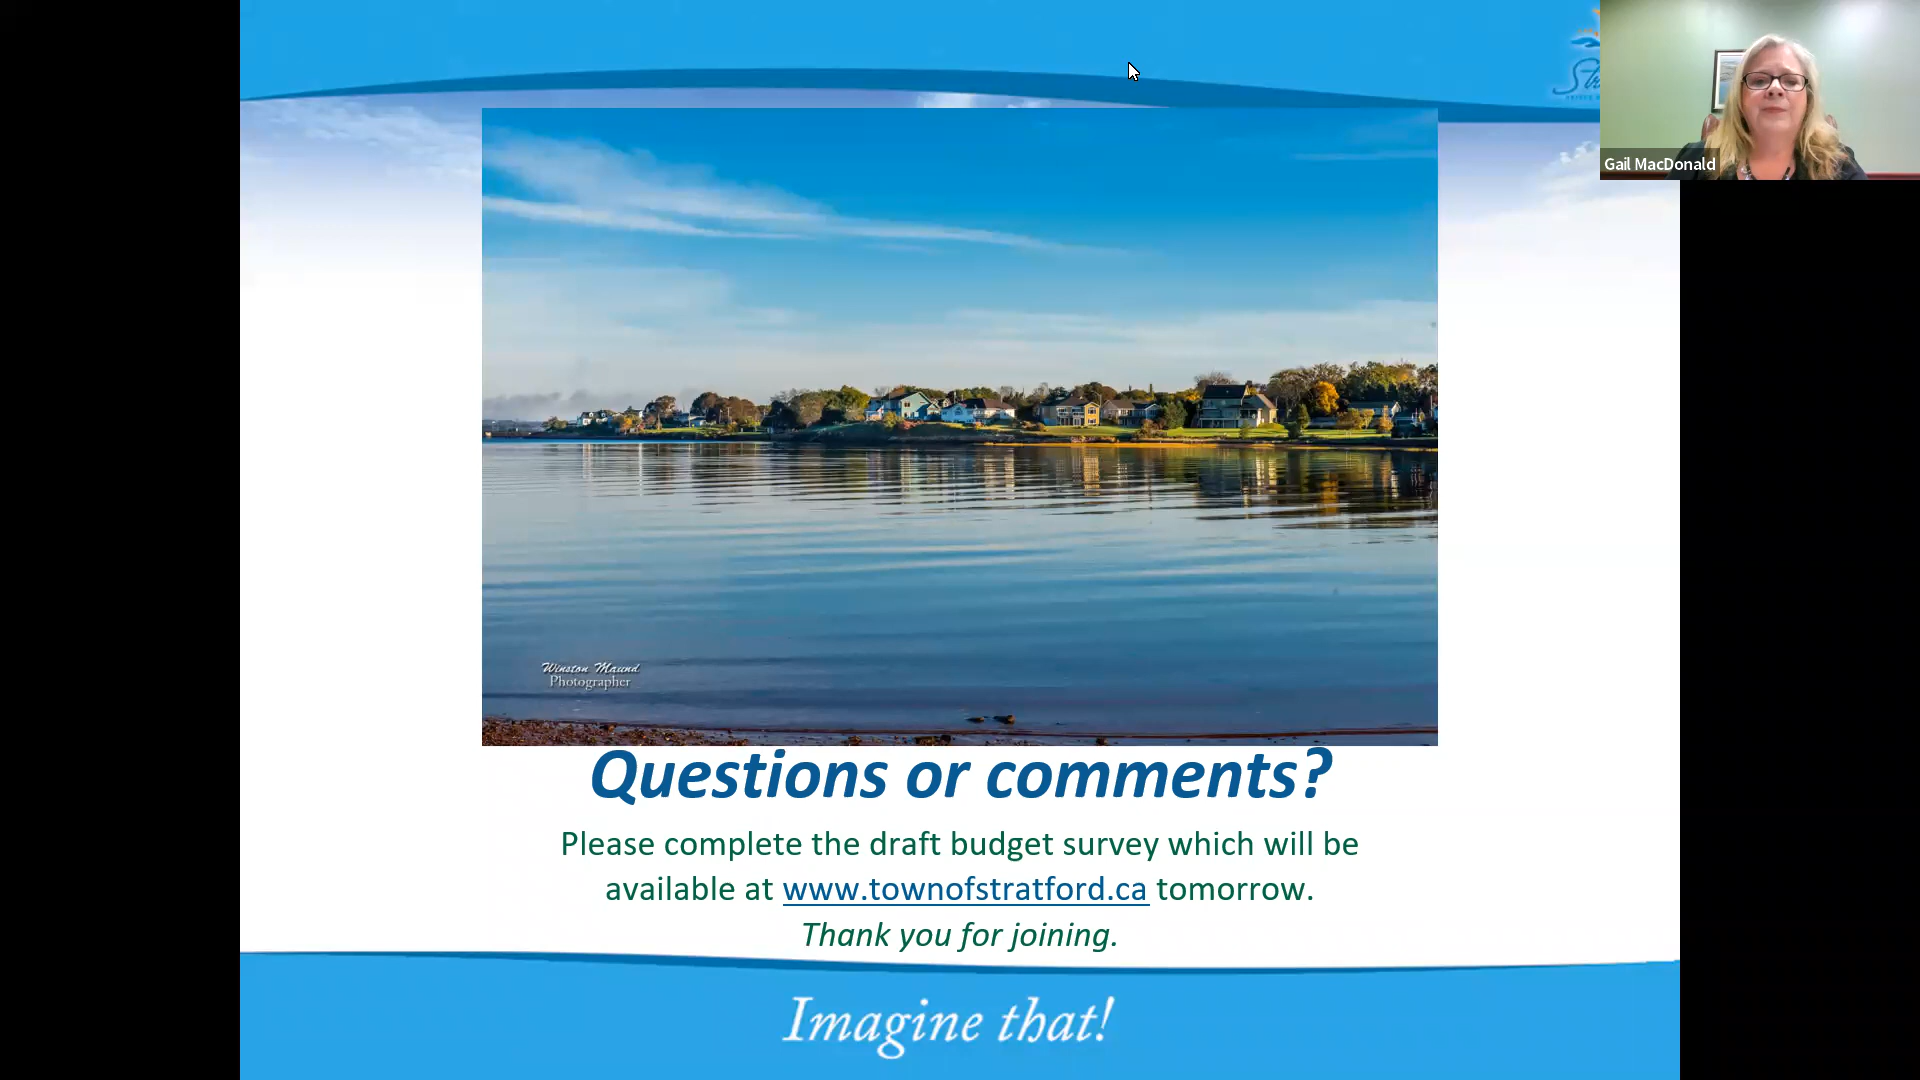 Gail MacDonald
Winston Maund
Photographer
Questions or comments?
Please complete the draft budget survey which will be
available at www.townofstratford.ca tomorrow.
Thank you for joining.
Imagine that!